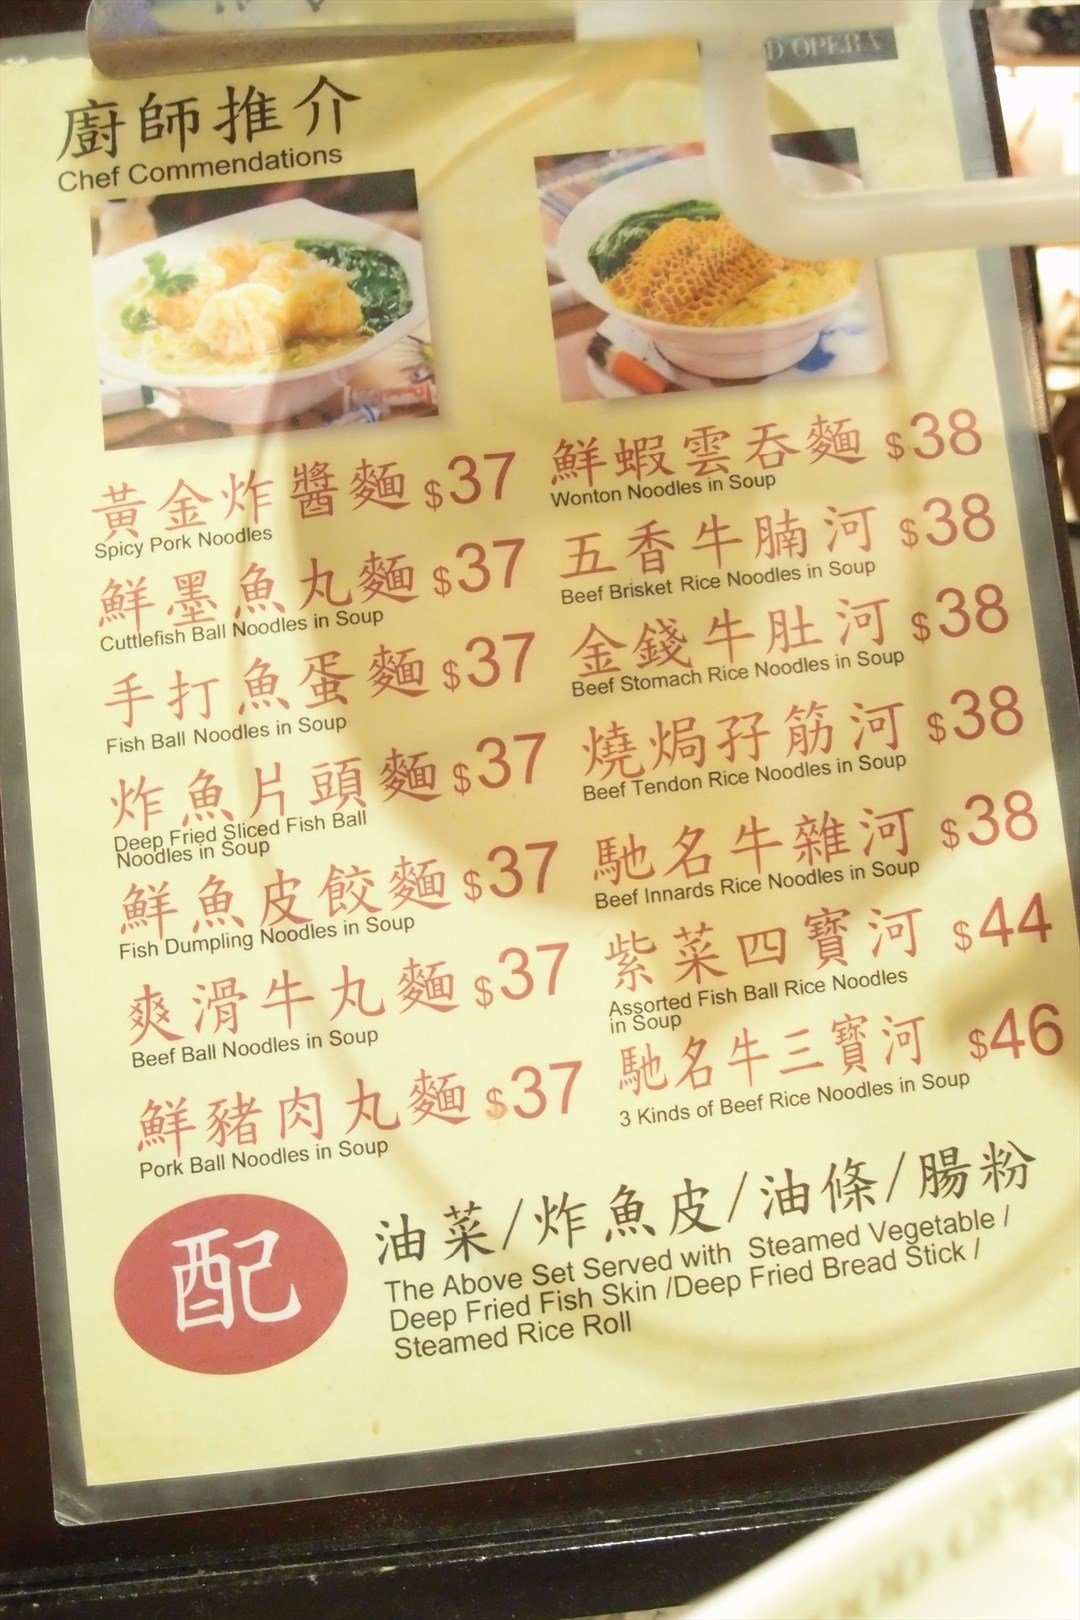 D OPERA
廚師推介
Chef Commendations
黃金炸醬麵 $37
Spicy Pork Noodles
鮮墨魚丸麵 $37
Cuttlefish Ball Noodles in Soup
手打魚蛋麵 $37
Fish Ball Noodles in Soup
炸魚片頭麵 $37
Deep Fried Sliced Fish Ball
Noodles in Soup
鮮魚皮餃麵 $37
Fish Dumpling Noodles in Soup
爽滑牛丸麵 $37
Beef Ball Noodles in Soup
鮮豬肉丸麵 $37
Pork Ball Noodles in Soup
鮮蝦雲吞麵 $38
Wonton Noodles in Soup
五香牛腩河 $38
Beef Brisket Rice Noodles in Soup
金錢牛肚河 $38
Beef Stomach Rice Noodles in Soup
燒焗孖筋河 $38
Beef Tendon Rice Noodles in Soup
馳名牛雜河 $38
Beef Innards Rice Noodles in Soup
紫菜四寶河 $44
Assorted Fish Ball Rice Noodles
in Soup
馳名牛三寶河 $46
3 Kinds of Beef Rice Noodles in Soup
配
油菜/炸魚皮/油條/腸粉
The Above Set Served with Steamed Vegetable /
Deep Fried Fish Skin /Deep Fried Bread Stick /
Steamed Rice Roll